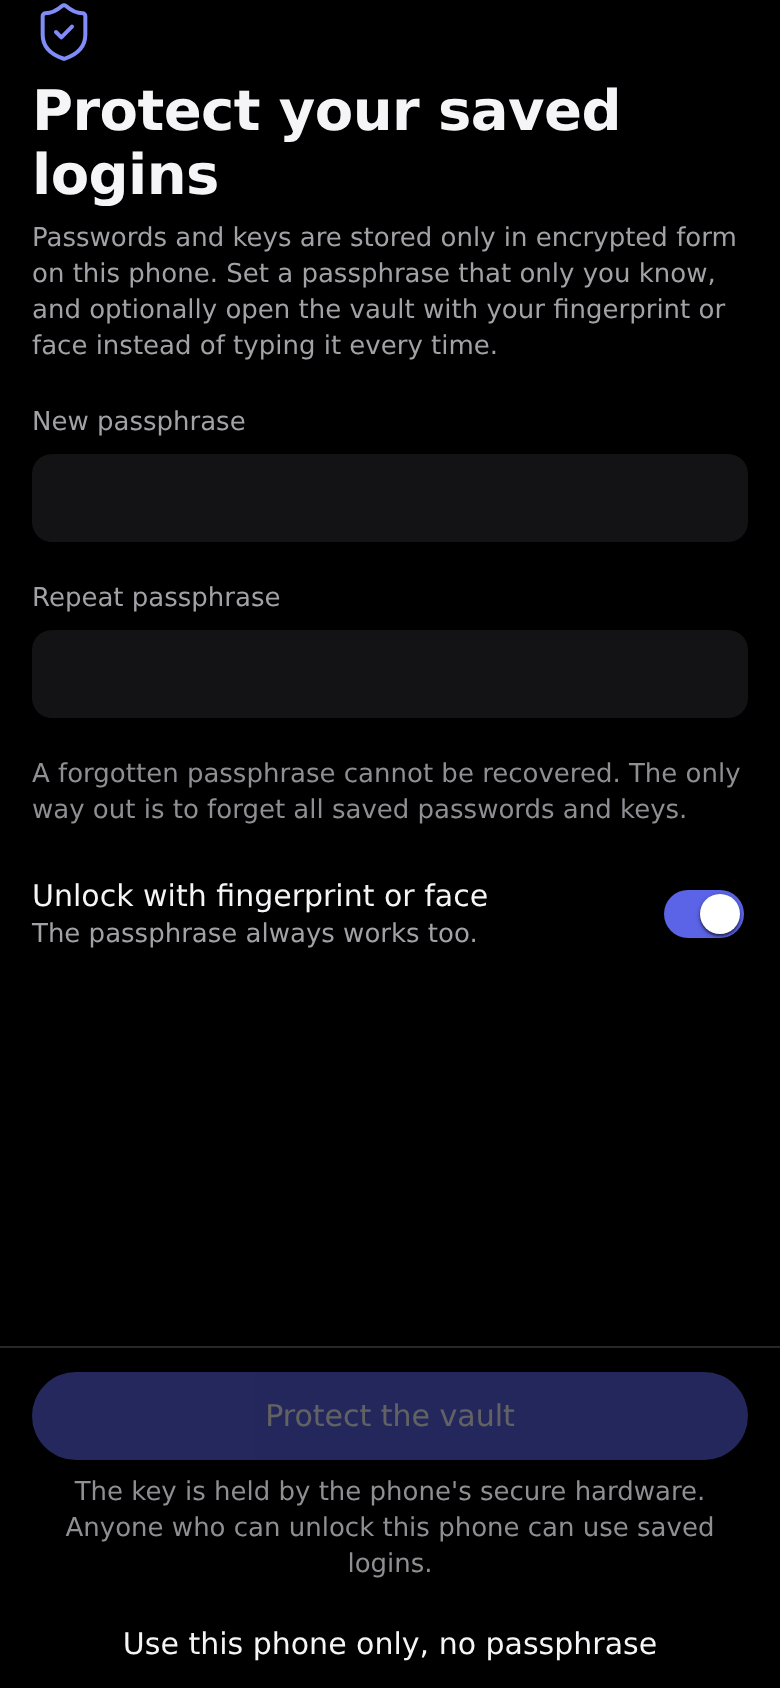 Protect your saved
logins
Passwords and keys are stored only in encrypted form
on this phone. Set a passphrase that only you know,
and optionally open the vault with your fingerprint or
face instead of typing it every time.
New passphrase
Repeat passphrase
A forgotten passphrase cannot be recovered. The only
way out is to forget all saved passwords and keys.
Unlock with fingerprint or face
The passphrase always works too.
Protect the vault
The key is held by the phone's secure hardware.
Anyone who can unlock this phone can use saved
logins.
Use this phone only, no passphrase